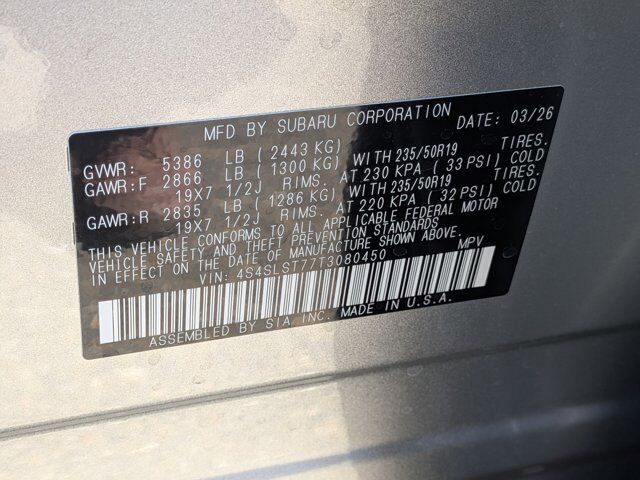 MFD BY SUBARU CORPORATION DATE: 03/26
GVWR: 5386 LB (2443 KG)
GAWR:F 2866 LB (1300 KG) WITH 235/50R19 TIRES.
19X7 1/2J RIMS. AT 230 KPA (33 PSI) COLD
GAWR:R 2835 LB (1286 KG) WITH 235/50R19 TIRES.
19X7 1/2J RIMS. AT 220 KPA (32 PSI) COLD
THIS VEHICLE CONFORMS TO ALL APPLICABLE FEDERAL MOTOR
VEHICLE SAFETY AND THEFT PREVENTION STANDARDS
IN EFFECT ON THE DATE OF MANUFACTURE SHOWN ABOVE.
VIN: 4S4SLST77T3080450 MPV
ASSEMBLED BY SIA, INC. MADE IN U.S.A.